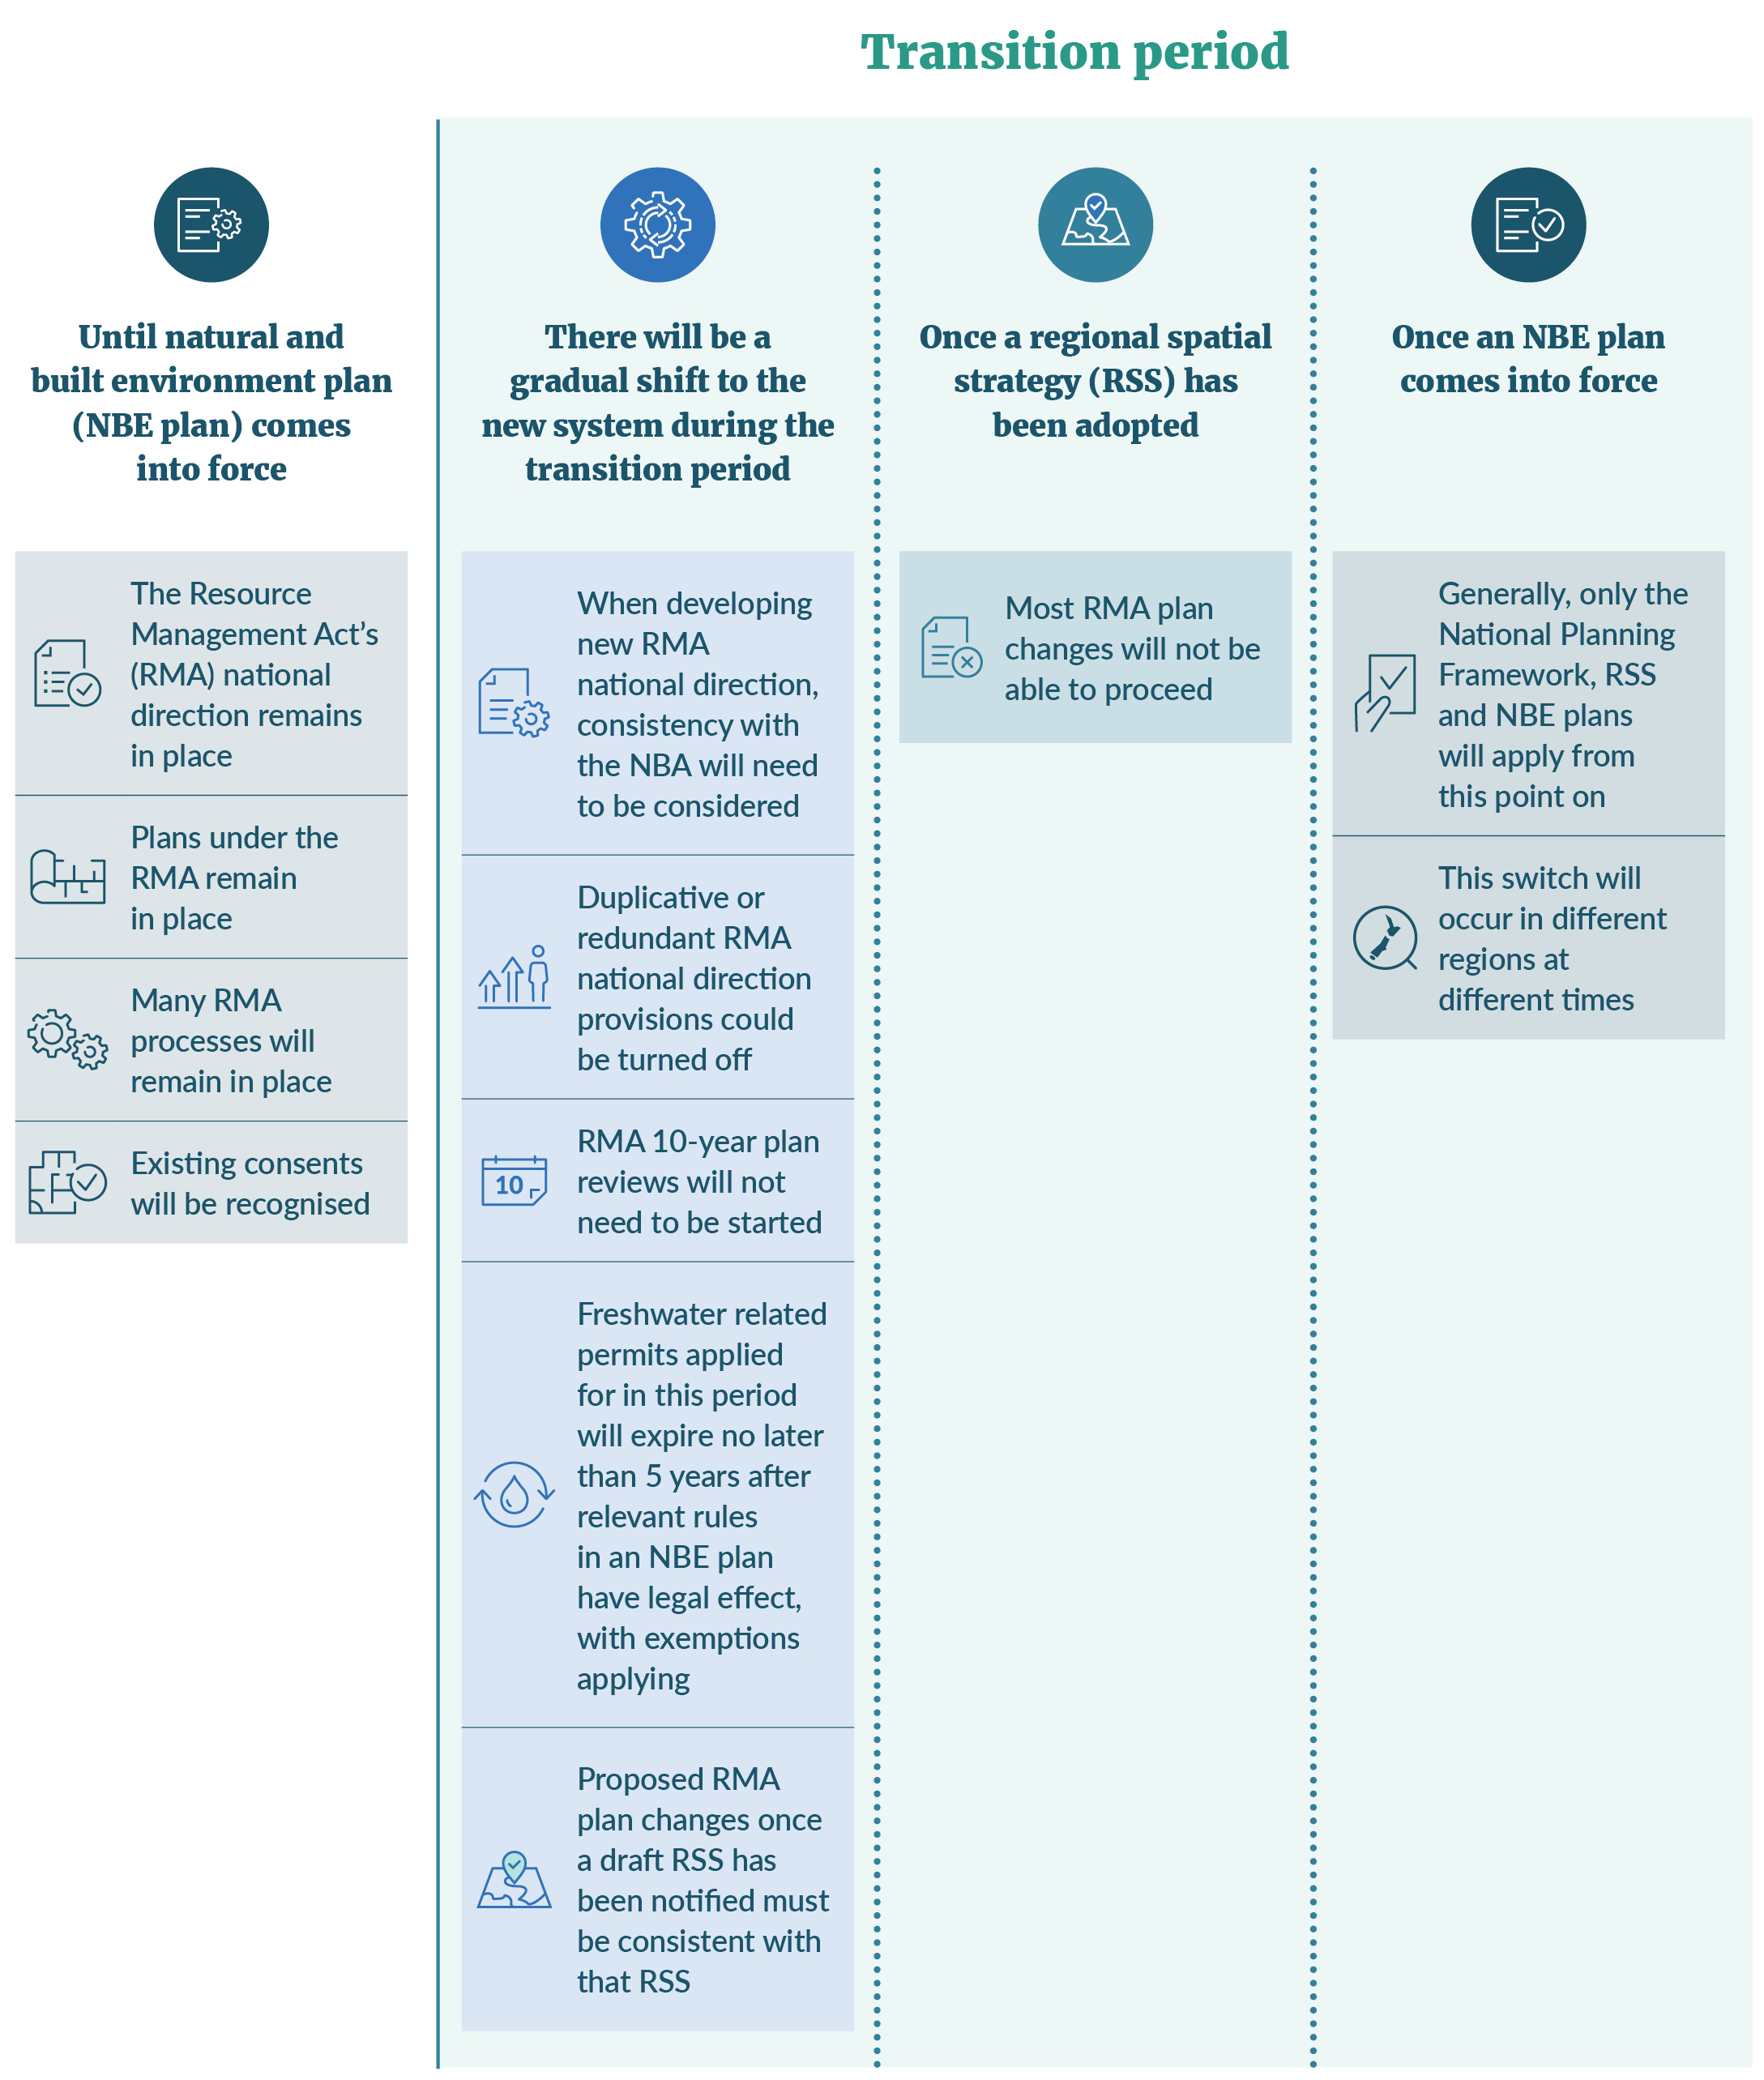 Transition period
Until natural and
built environment plan
(NBE plan) comes
into force
The Resource
Management Act’s
(RMA) national
direction remains
in place
Plans under the
RMA remain
in place
Many RMA
processes will
remain in place
Existing consents
will be recognised
There will be a
gradual shift to the
new system during the
transition period
When developing
new RMA
national direction,
consistency with
the NBA will need
to be considered
Duplicative or
redundant RMA
national direction
provisions could
be turned off
10
RMA 10-year plan
reviews will not
need to be started
Freshwater related
permits applied
for in this period
will expire no later
than 5 years after
relevant rules
in an NBE plan
have legal effect,
with exemptions
applying
Proposed RMA
plan changes once
a draft RSS has
been notified must
be consistent with
that RSS
Once a regional spatial
strategy (RSS) has
been adopted
Most RMA plan
changes will not be
able to proceed
Once an NBE plan
comes into force
Generally, only the
National Planning
Framework, RSS
and NBE plans
will apply from
this point on
This switch will
occur in different
regions at
different times